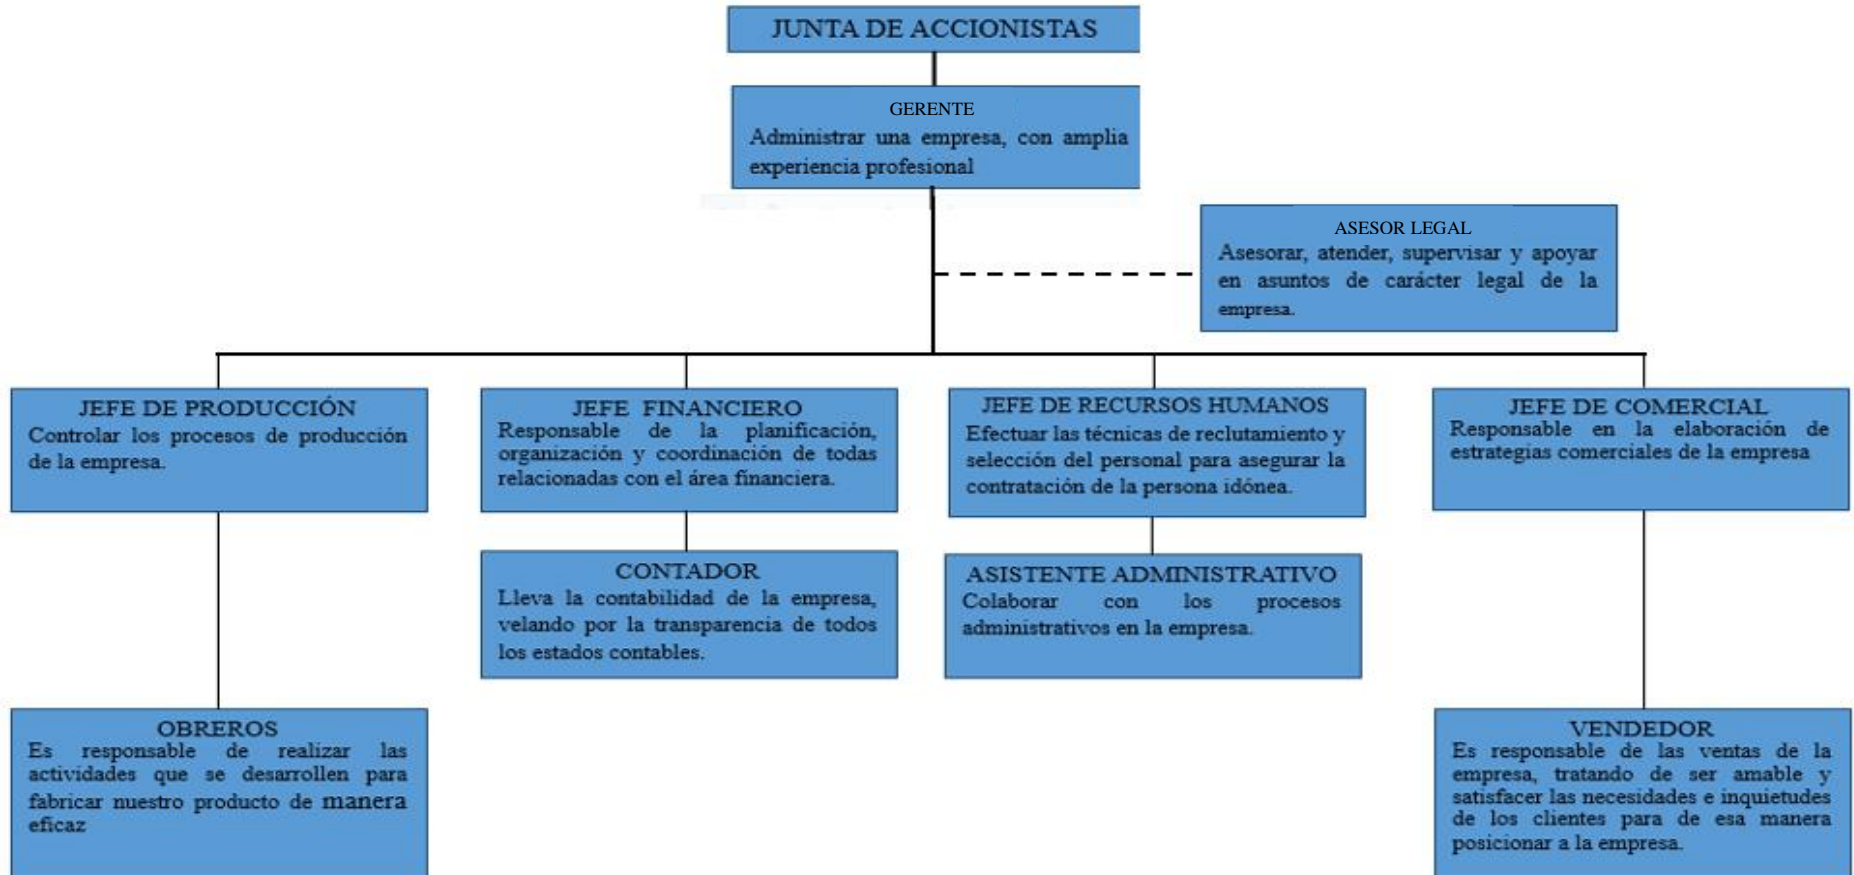 JUNTA DE ACCIONISTAS
GERENTE
Administrar una empresa, con amplia
experiencia profesional
ASESOR LEGAL
Asesorar, atender, supervisar y apoyar
en asuntos de carácter legal de la
empresa.
JEFE DE PRODUCCIÓN
Controlar los procesos de producción
de la empresa.
JEFE FINANCIERO
Responsable de la planificación,
organización y coordinación de todas
relacionadas con el área financiera.
JEFE DE RECURSOS HUMANOS
Efectuar las técnicas de reclutamiento y
selección del personal para asegurar la
contratación de la persona idónea.
JEFE DE COMERCIAL
Responsable en la elaboración de
estrategias comerciales de la empresa
CONTADOR
Lleva la contabilidad de la empresa,
velando por la transparencia de todos
los estados contables.
ASISTENTE ADMINISTRATIVO
Colaborar con los procesos
administrativos en la empresa.
OBREROS
Es responsable de realizar las
actividades que se desarrollen para
fabricar nuestro producto de manera
eficaz
VENDEDOR
Es responsable de las ventas de la
empresa, tratando de ser amable y
satisfacer las necesidades e inquietudes
de los clientes para de esa manera
posicionar a la empresa.